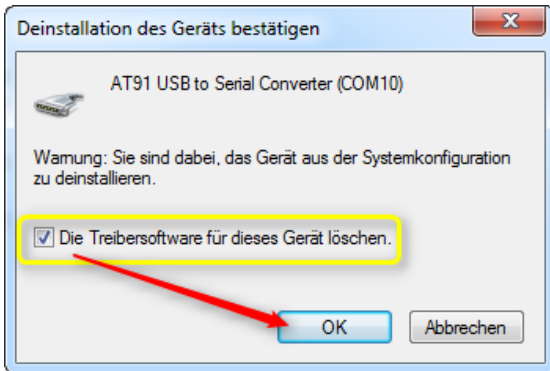 Deinstallation des Geräts bestätigen
AT91 USB to Serial Converter (COM10)
Warnung: Sie sind dabei, das Gerät aus der Systemkonfiguration
zu deinstallieren.
Die Treibersoftware für dieses Gerät löschen.
OK
Abbrechen